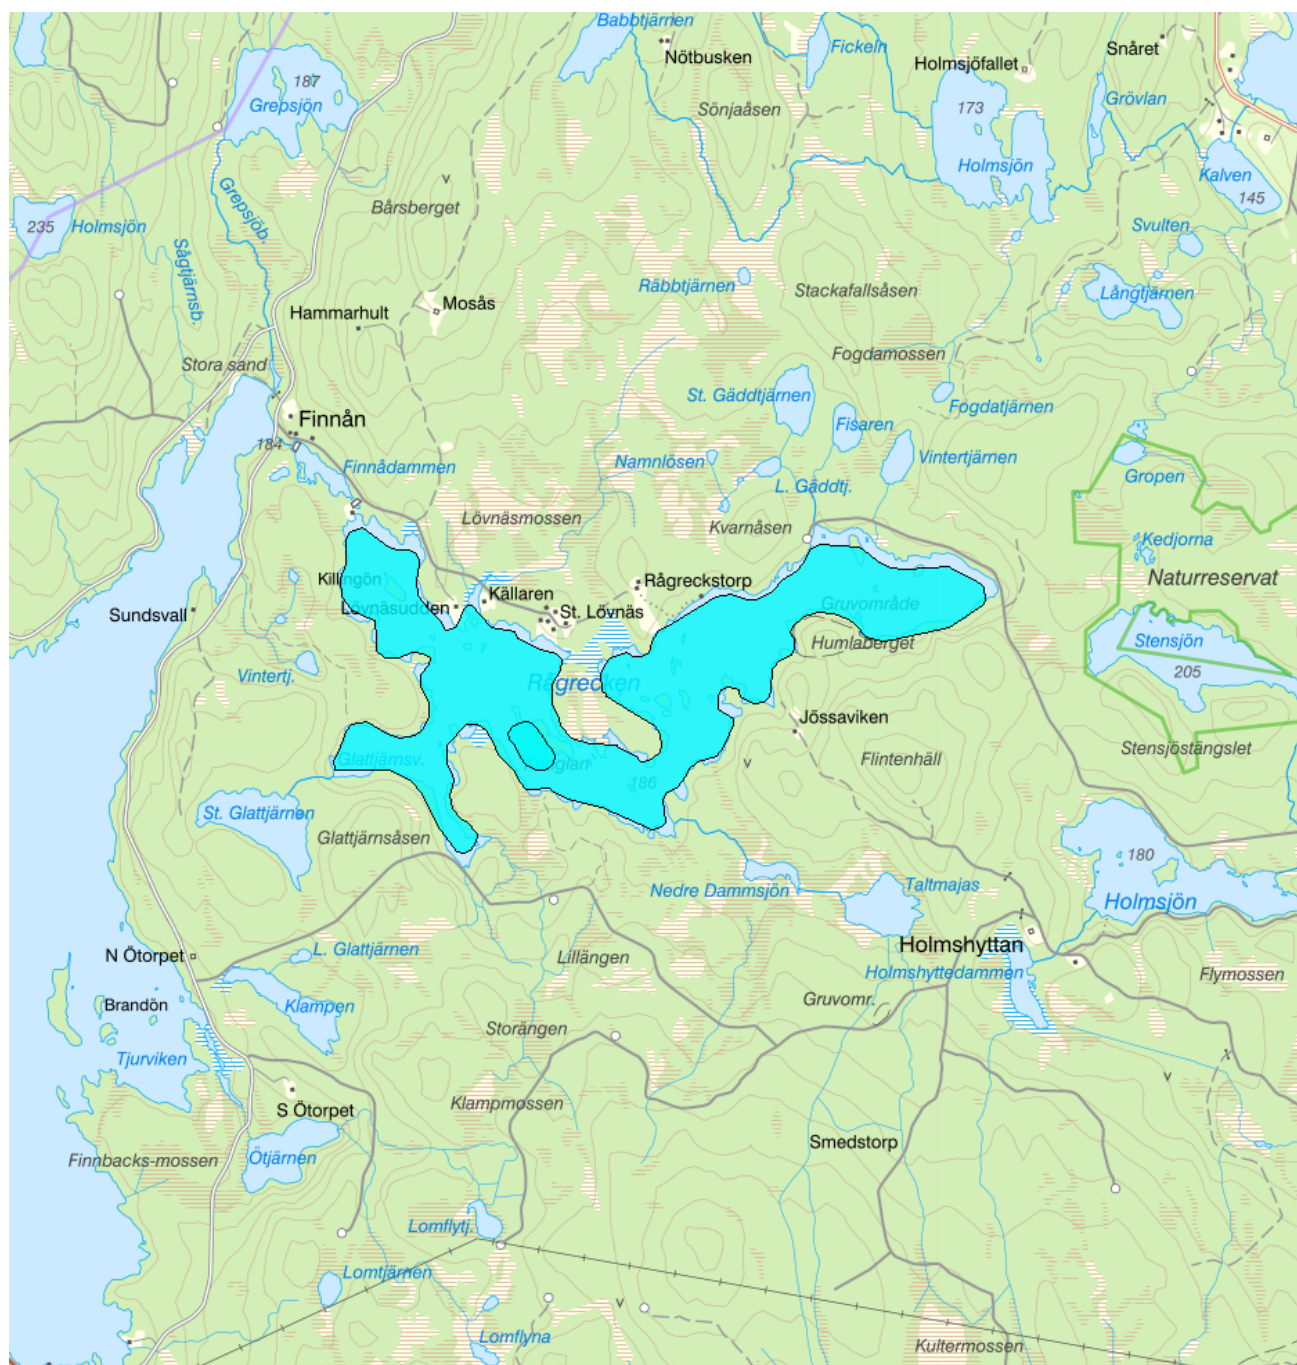 Babbtjärnen
Nötbusken
Fickeln
Holmsjöfallet
Snåret
187
Grepsjön
Sönjaåsen
173
Grövlan
Holmsjön
Kalven
145
Grepsjöb.
Bårsberget
235
Holmsjön
Svulten
Sågtjärnsb.
Räbbtjärnen
Stackafallsåsen
Långtjärnen
Mosås
Hammarhult
Stora sand
Fogdamossen
St. Gäddtjärnen
Fogdatjärnen
Finnån
Fisaren
184
Finnådammen
Namnlösen
Vintertjärnen
L. Gäddtj.
Gropen
Lövnäsmossen
Kvarnåsen
Kedjorna
Killingön
Rågreckstorp
Naturreservat
Källaren
Lövnäsudden
St. Lövnäs
Gruvområde
Sundsvall
Humlaberget
Stensjön
205
Vintertj.
Rågrecken
Jössaviken
Stensjöstängslet
Glattjärnsv.
Flintenhäll
186
St. Glattjärnen
Glattjärnsåsen
180
Nedre Dammsjön
Taltmajas
Holmsjön
Holmshyttan
L. Glattjärnen
N Ötorpet
Lillängen
Holmshyttedammen
Flymossen
Brandön
Klampen
Gruvomr.
Storängen
Tjurviken
Klampmossen
S Ötorpet
Smedstorp
Finnbacks-mossen
Ötjärnen
Lomflytj.
Lomtjärnen
Lomflyna
Kultermossen